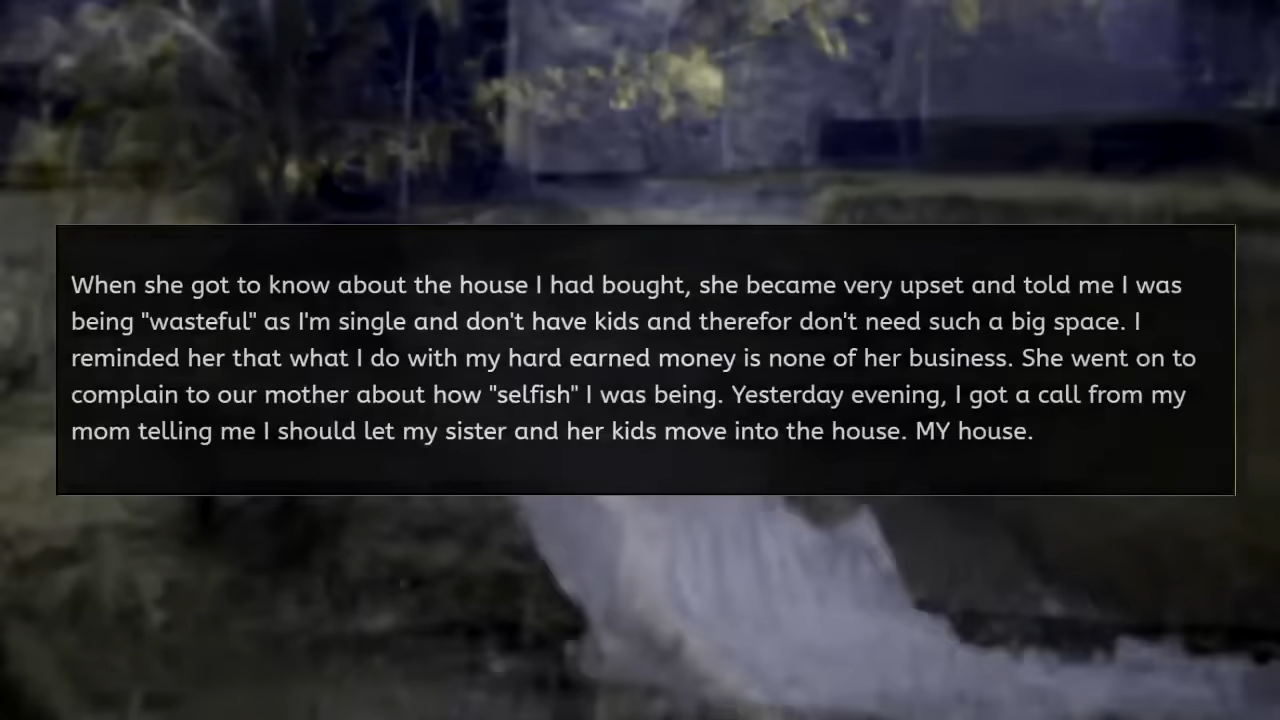 When she got to know about the house I had bought, she became very upset and told me I was
being "wasteful" as I'm single and don't have kids and therefor don't need such a big space. I
reminded her that what I do with my hard earned money is none of her business. She went on to
complain to our mother about how "selfish" I was being. Yesterday evening, I got a call from my
mom telling me I should let my sister and her kids move into the house. MY house.